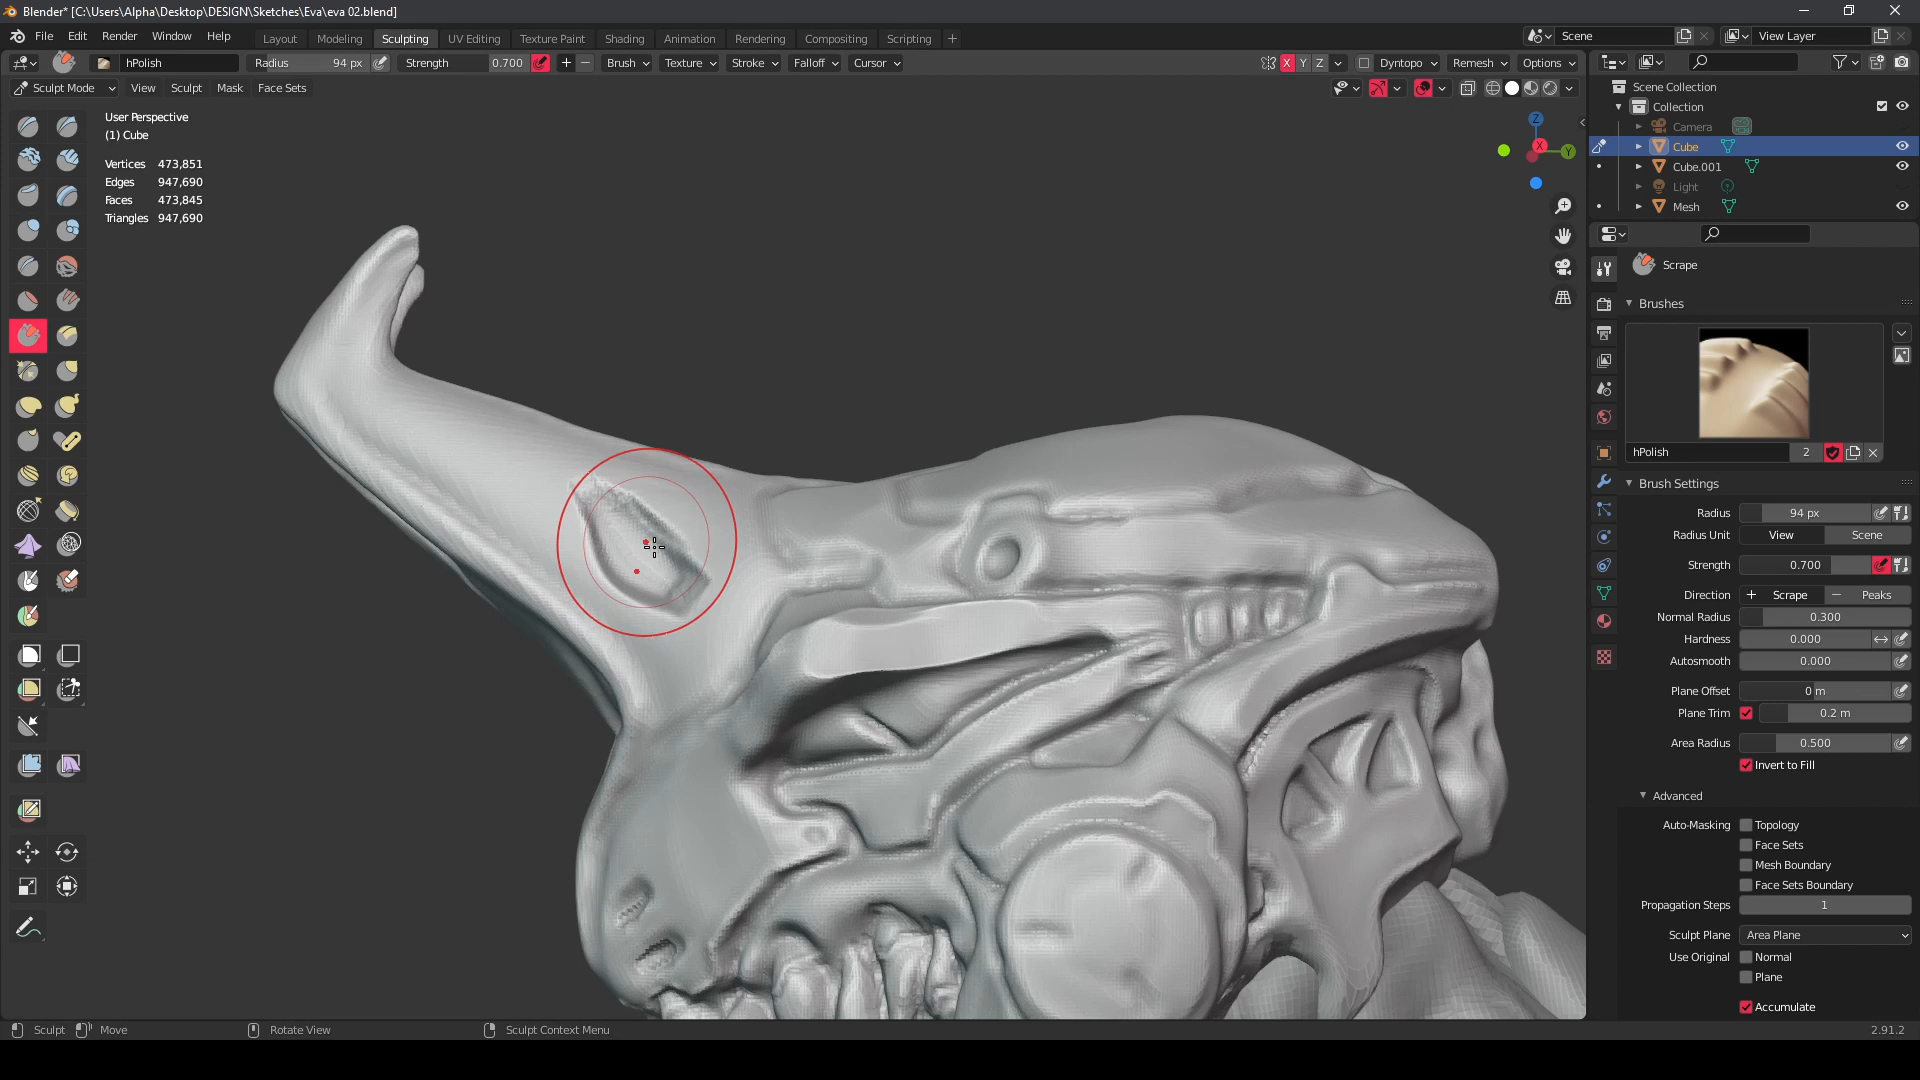 Blender* [C:\Users\Alpha\Desktop\DESIGN\Sketches\Eva\eva 02.blend]
File Edit Render Window Help
Layout Modeling Sculpting UV Editing Texture Paint Shading Animation Rendering Compositing Scripting +
Scene
View Layer
hPolish
Radius 94 px
Strength 0.700
Brush Texture Stroke Falloff Cursor
X Y Z
Dyntopo Remesh Options
Sculpt Mode View Sculpt Mask Face Sets
User Perspective
(1) Cube
Vertices 473,851
Edges 947,690
Faces 473,845
Triangles 947,690
Z
X
Y
Scene Collection
Collection
Camera
Cube
Cube.001
Light
Mesh
Scrape
Brushes
hPolish 2
Brush Settings
Radius 94 px
Radius Unit View Scene
Strength 0.700
Direction + Scrape − Peaks
Normal Radius 0.300
Hardness 0.000
Autosmooth 0.000
Plane Offset 0 m
Plane Trim 0.2 m
Area Radius 0.500
Invert to Fill
Advanced
Auto-Masking Topology
Face Sets
Mesh Boundary
Face Sets Boundary
Propagation Steps 1
Sculpt Plane Area Plane
Use Original Normal
Plane
Accumulate
Sculpt Move Rotate View Sculpt Context Menu 2.91.2